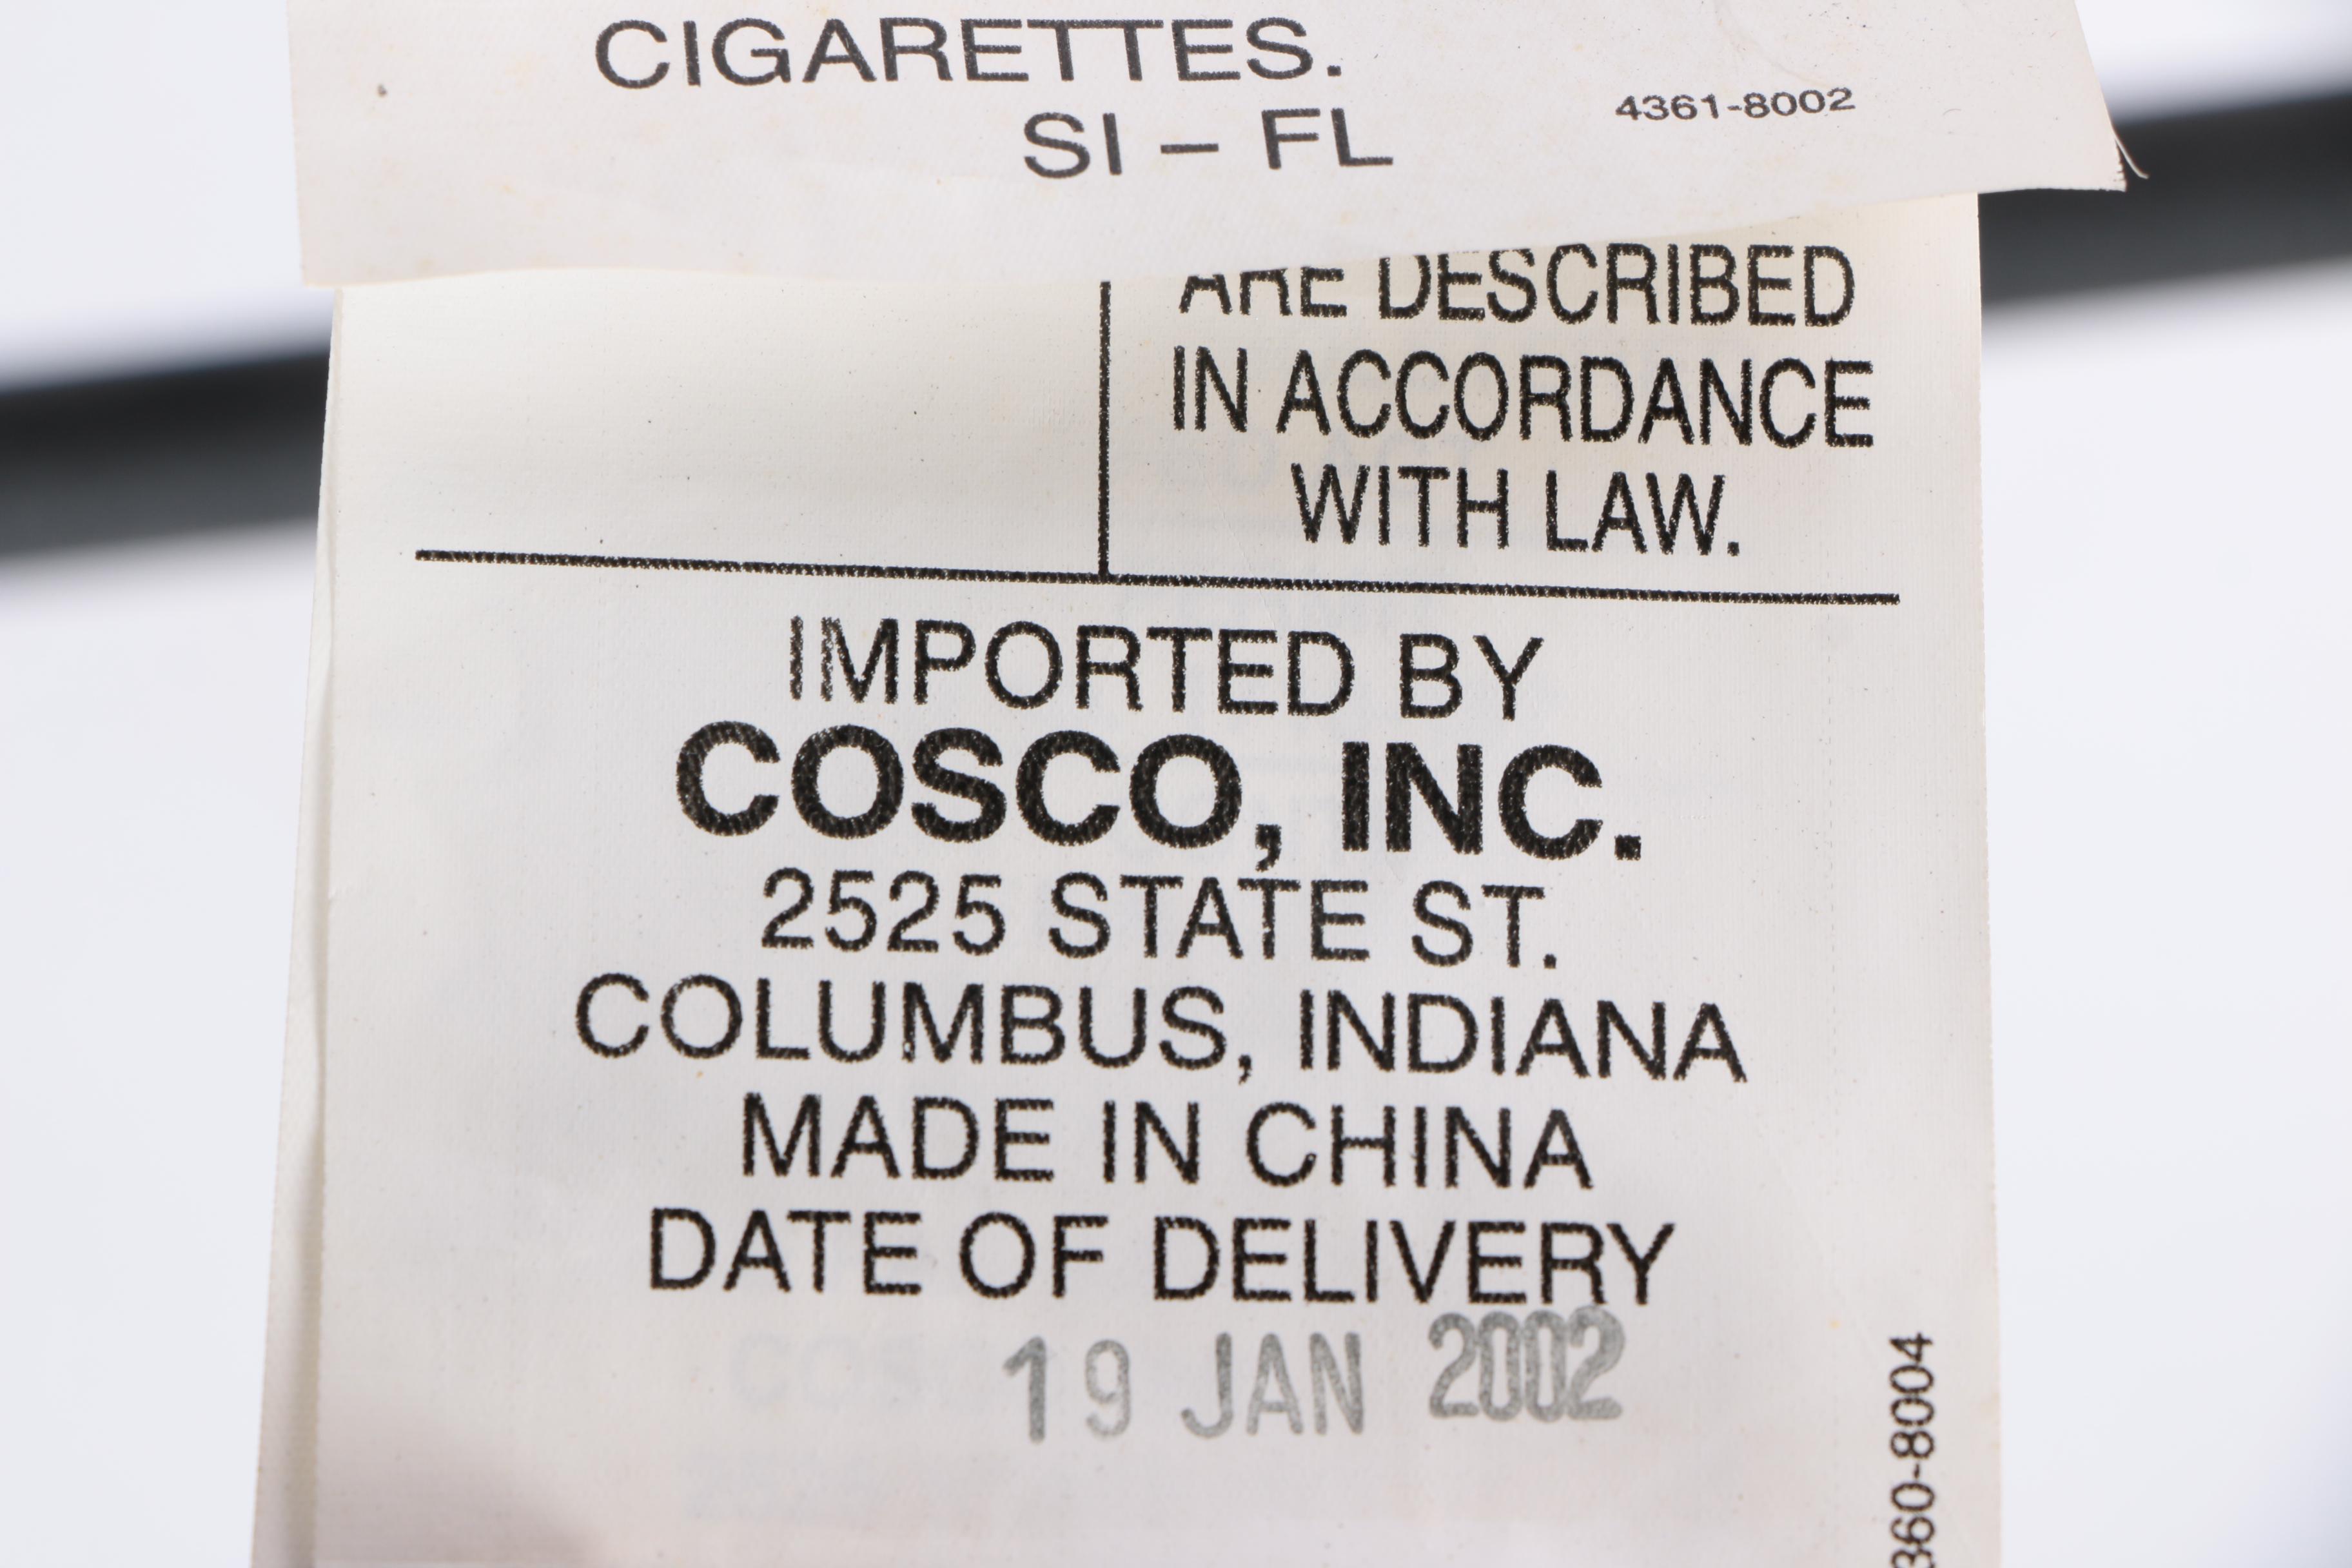 CIGARETTES.
SI – FL
4361-8002
ARE DESCRIBED
IN ACCORDANCE
WITH LAW.
IMPORTED BY
COSCO, INC.
2525 STATE ST.
COLUMBUS, INDIANA
MADE IN CHINA
DATE OF DELIVERY
19 JAN 2002
360-8004